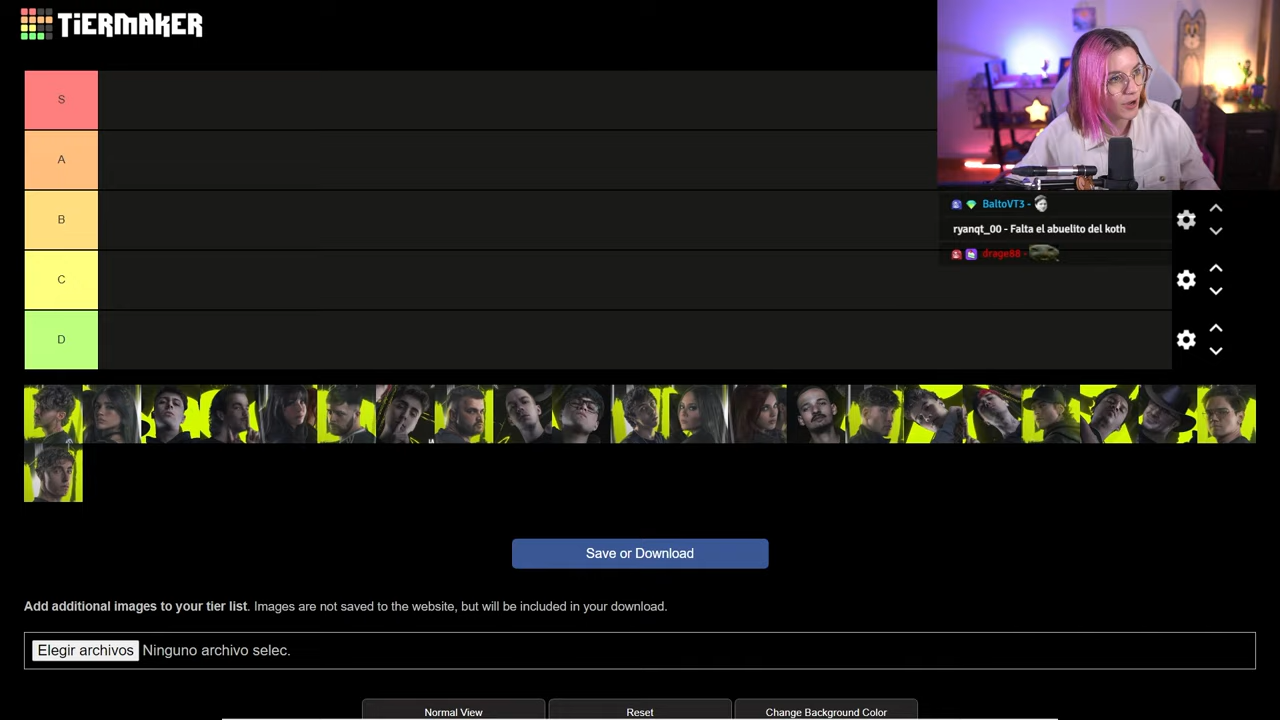 TiERMAKER
S
A
B
C
D
BaltoVT3 -
ryanqt_00 - Falta el abuelito del koth
drage88 -
Save or Download
Add additional images to your tier list. Images are not saved to the website, but will be included in your download.
Elegir archivos Ninguno archivo selec.
Normal View
Reset
Change Background Color